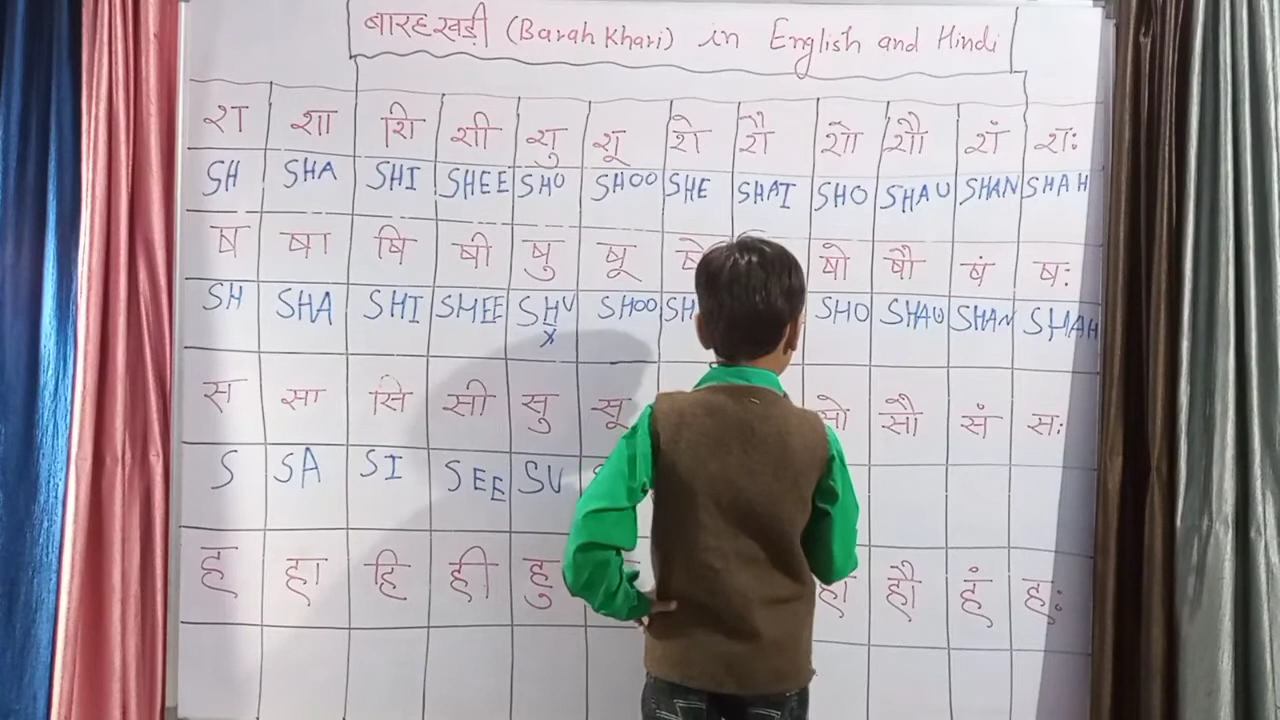 बारहखड़ी (Barah Khari) in English and Hindi
श शा शि शी शु शू शे शै शो शौ शं शः
SH SHA SHI SHEE SHU SHOO SHE SHAI SHO SHAU SHAN SHAH
ष षा षि षी षु षू षे षो षौ षं षः
SH SHA SHI SHEE SHU SHOO SHO SHAU SHAN SHAH
x
स सा सि सी सु सू सो सौ सं सः
S SA SI SEE SU
ह हा हि ही हु हो हौ हं हः